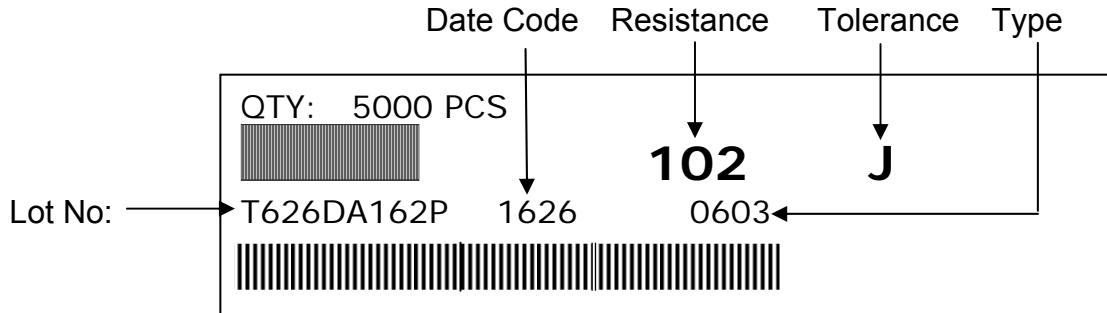 Date Code Resistance Tolerance Type
QTY: 5000 PCS
102 J
Lot No: T626DA162P 1626 0603